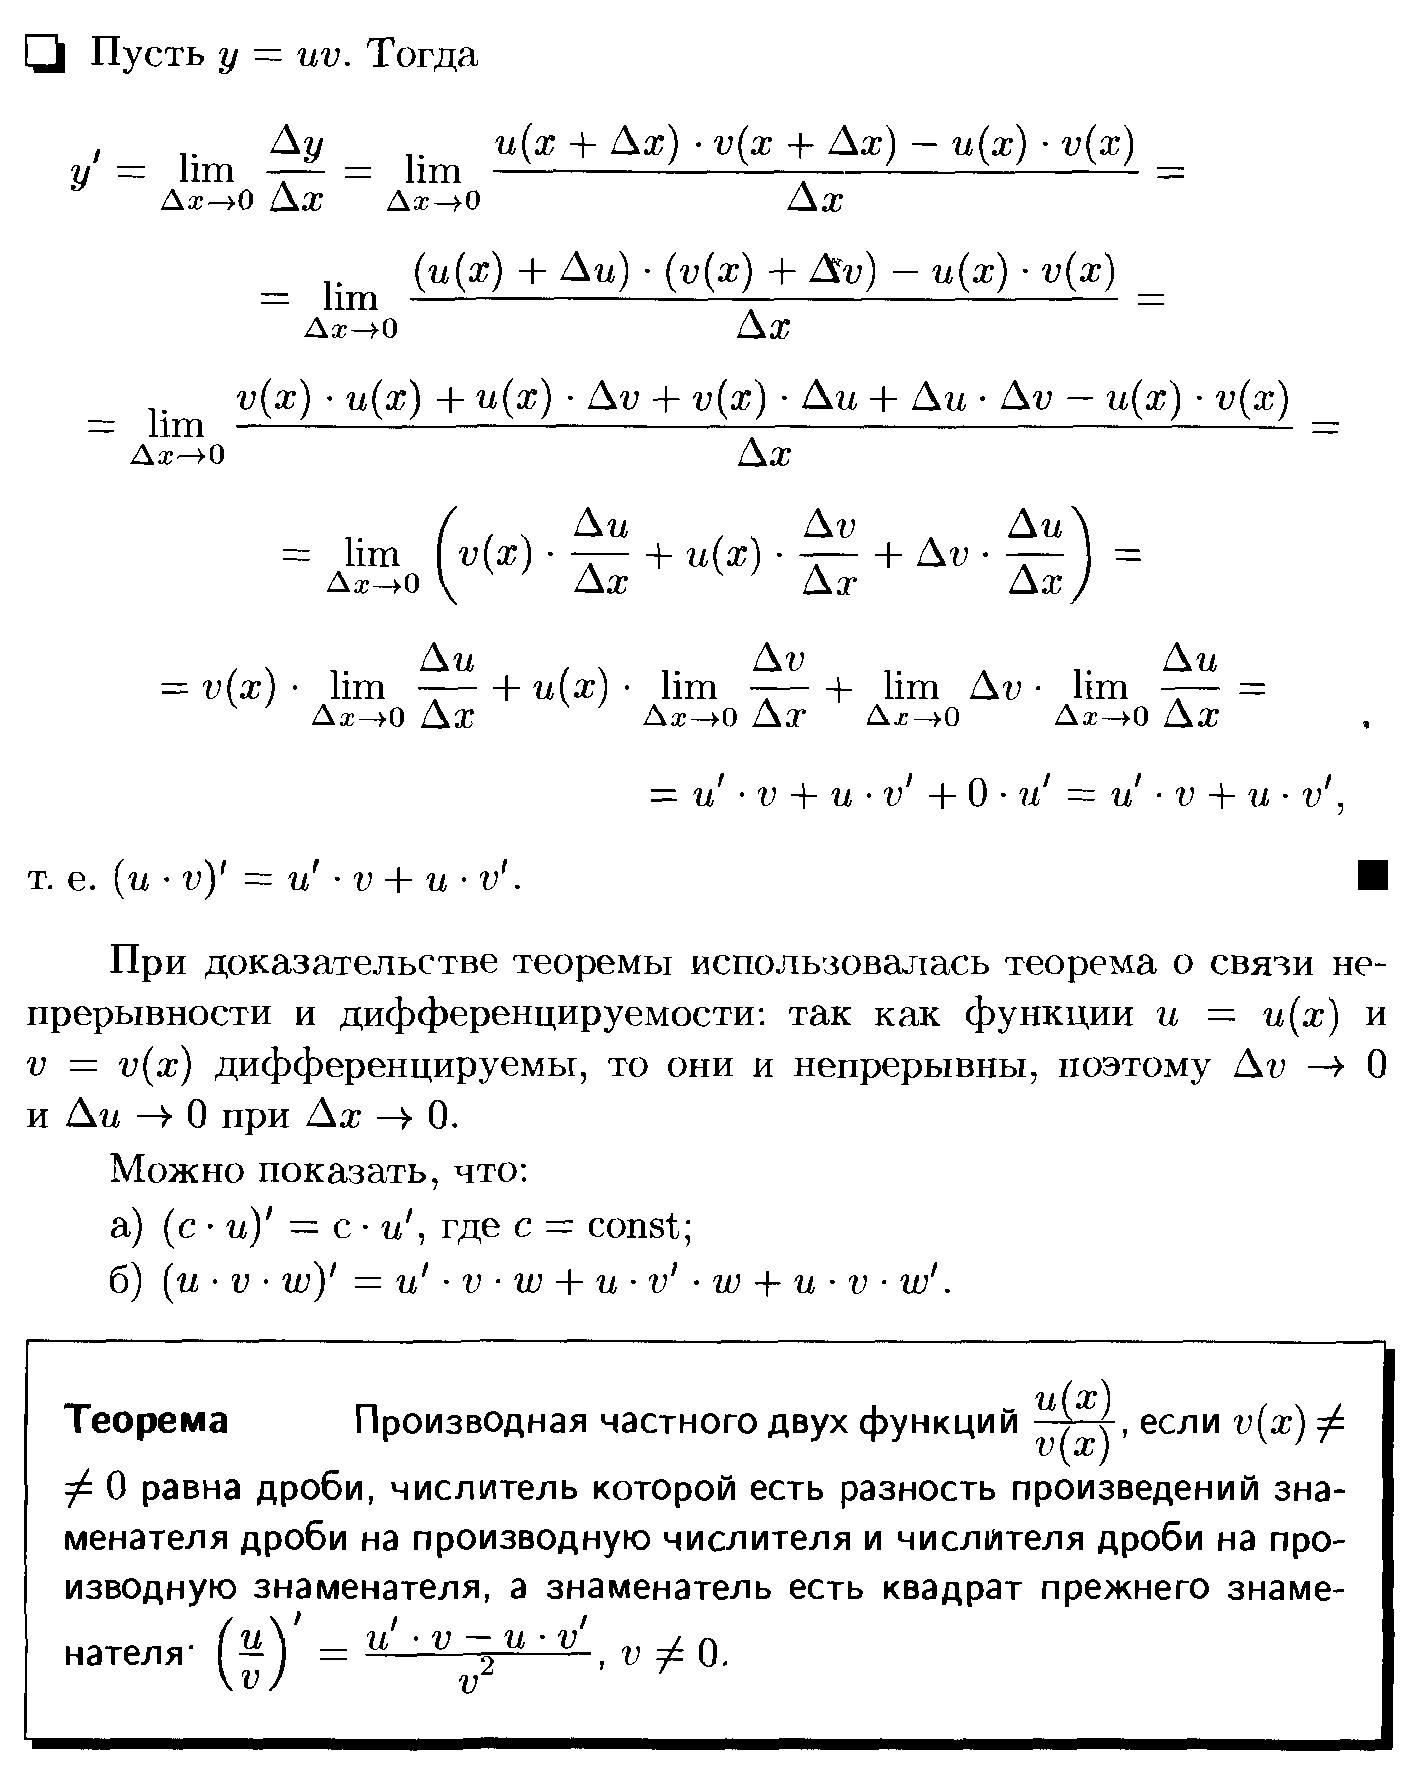 ❏ Пусть y = uv. Тогда
y′ = lim_{Δx→0} Δy/Δx = lim_{Δx→0} (u(x + Δx) · v(x + Δx) − u(x) · v(x))/Δx =
= lim_{Δx→0} ((u(x) + Δu) · (v(x) + Δv) − u(x) · v(x))/Δx =
= lim_{Δx→0} (v(x) · u(x) + u(x) · Δv + v(x) · Δu + Δu · Δv − u(x) · v(x))/Δx =
= lim_{Δx→0} (v(x) · Δu/Δx + u(x) · Δv/Δx + Δv · Δu/Δx) =
= v(x) · lim_{Δx→0} Δu/Δx + u(x) · lim_{Δx→0} Δv/Δx + lim_{Δx→0} Δv · lim_{Δx→0} Δu/Δx =
= u′ · v + u · v′ + 0 · u′ = u′ · v + u · v′,
т. е. (u · v)′ = u′ · v + u · v′. ■
При доказательстве теоремы использовалась теорема о связи не-
прерывности и дифференцируемости: так как функции u = u(x) и
v = v(x) дифференцируемы, то они и непрерывны, поэтому Δv → 0
и Δu → 0 при Δx → 0.
Можно показать, что:
а) (c · u)′ = c · u′, где c = const;
б) (u · v · w)′ = u′ · v · w + u · v′ · w + u · v · w′.
Теорема Производная частного двух функций u(x)/v(x), если v(x) ≠
≠ 0 равна дроби, числитель которой есть разность произведений зна-
менателя дроби на производную числителя и числителя дроби на про-
изводную знаменателя, а знаменатель есть квадрат прежнего знаме-
нателя· (u/v)′ = (u′ · v − u · v′)/v², v ≠ 0.